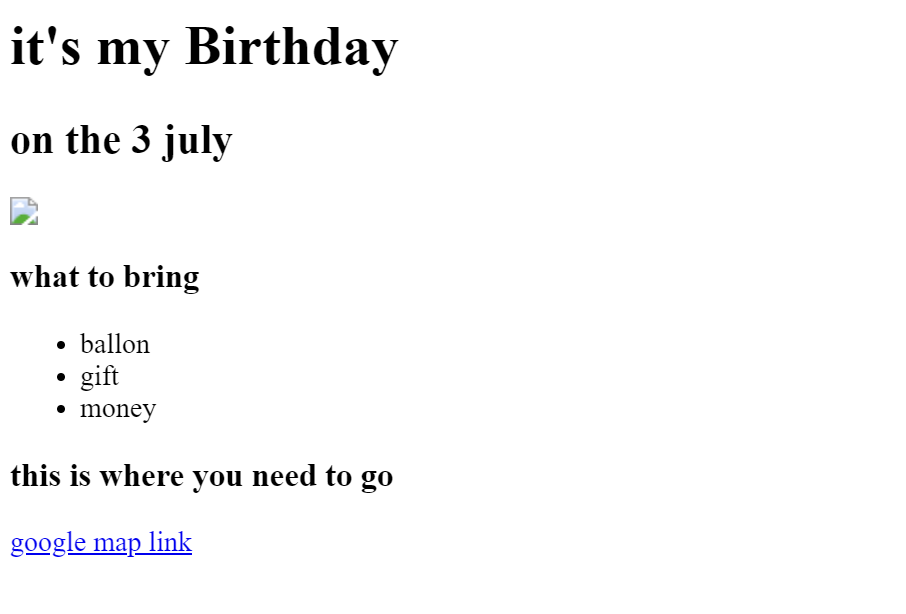 it's my Birthday
on the 3 july
what to bring
ballon
gift
money
this is where you need to go
google map link